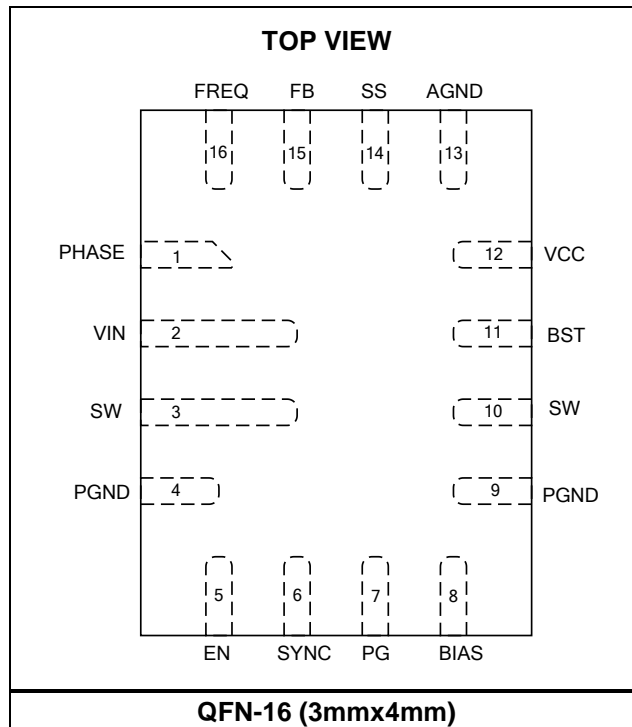 TOP VIEW
FREQ FB SS AGND
16 15 14 13
PHASE 1 12 VCC
VIN 2 11 BST
SW 3 10 SW
PGND 4 9 PGND
5 6 7 8
EN SYNC PG BIAS
QFN-16 (3mmx4mm)